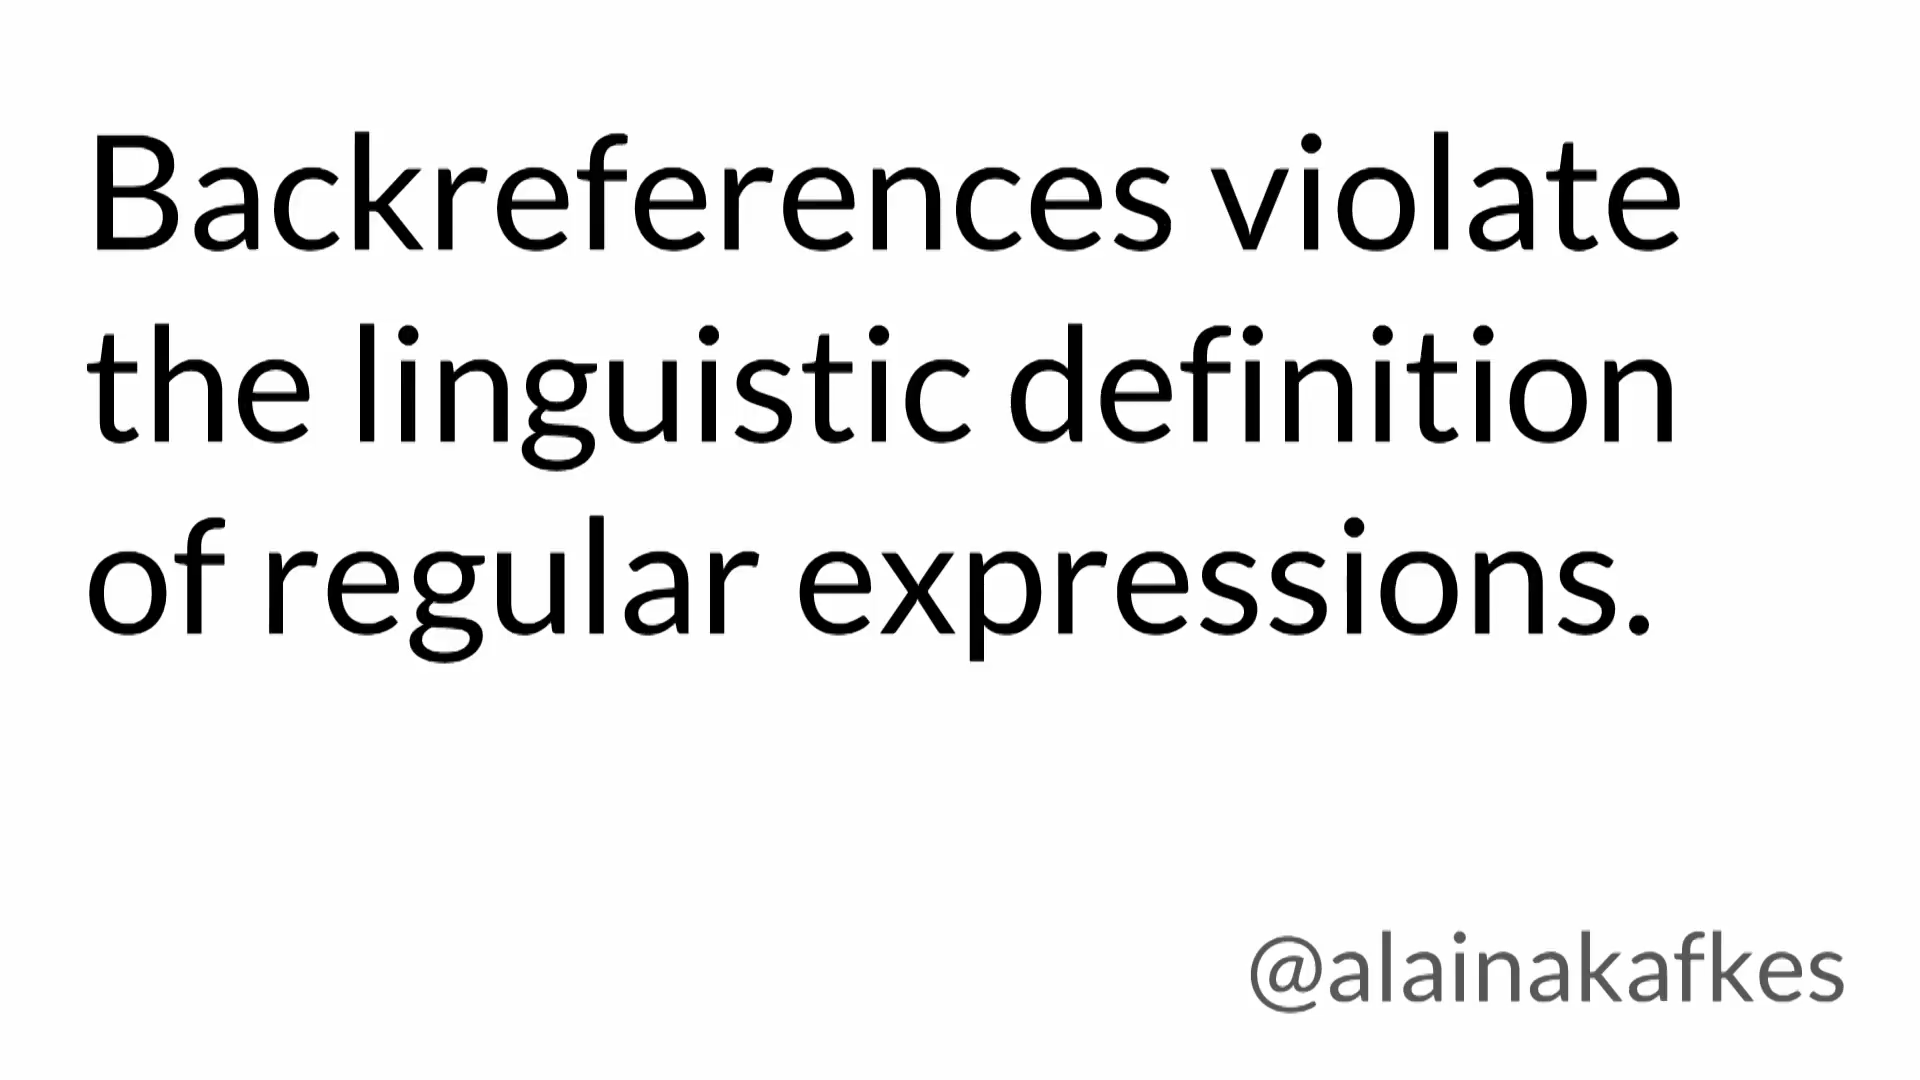 Backreferences violate
the linguistic definition
of regular expressions.
@alainakafkes